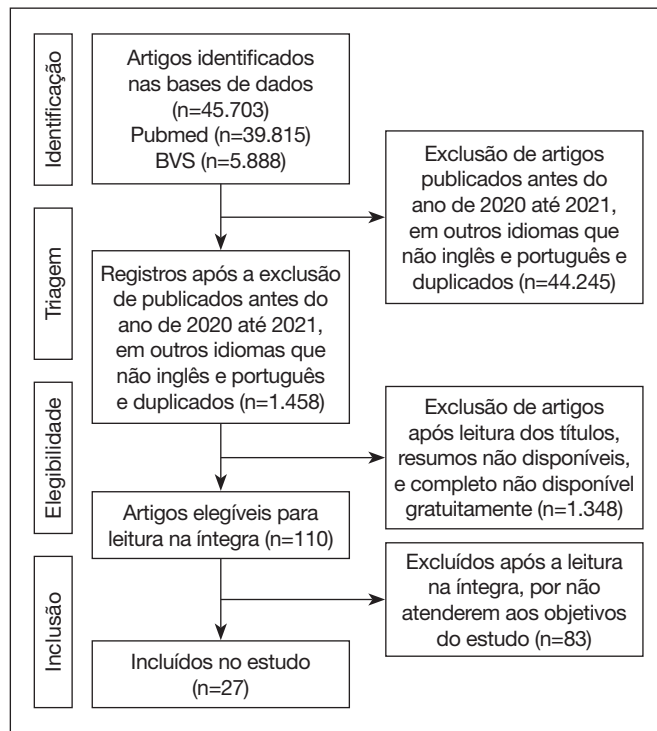 Identificação
Artigos identificados
nas bases de dados
(n=45.703)
Pubmed (n=39.815)
BVS (n=5.888)
Exclusão de artigos
publicados antes do
ano de 2020 até 2021,
em outros idiomas que
não inglês e português e
duplicados (n=44.245)
Triagem
Registros após a exclusão
de publicados antes do
ano de 2020 até 2021,
em outros idiomas que
não inglês e português
e duplicados (n=1.458)
Elegibilidade
Exclusão de artigos
após leitura dos títulos,
resumos não disponíveis,
e completo não disponível
gratuitamente (n=1.348)
Artigos elegíveis para
leitura na íntegra (n=110)
Inclusão
Excluídos após a leitura
na íntegra, por não
atenderem aos objetivos
do estudo (n=83)
Incluídos no estudo
(n=27)